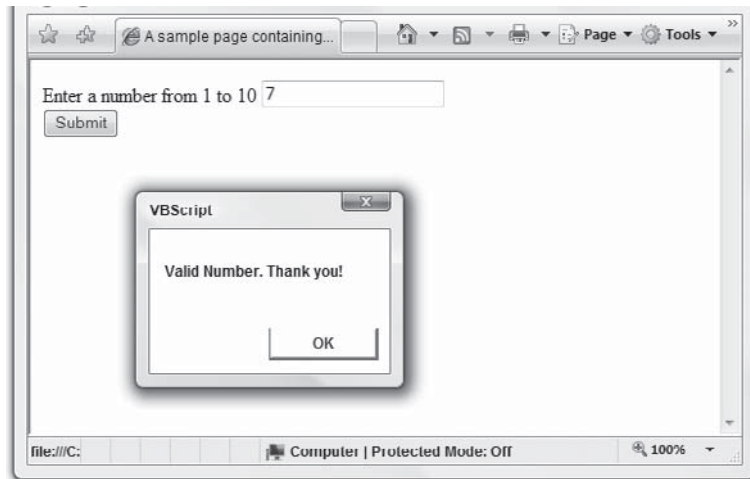 A sample page containing... Page Tools »
Enter a number from 1 to 10 7
Submit
VBScript X
Valid Number. Thank you!
OK
file:///C: Computer | Protected Mode: Off 100%